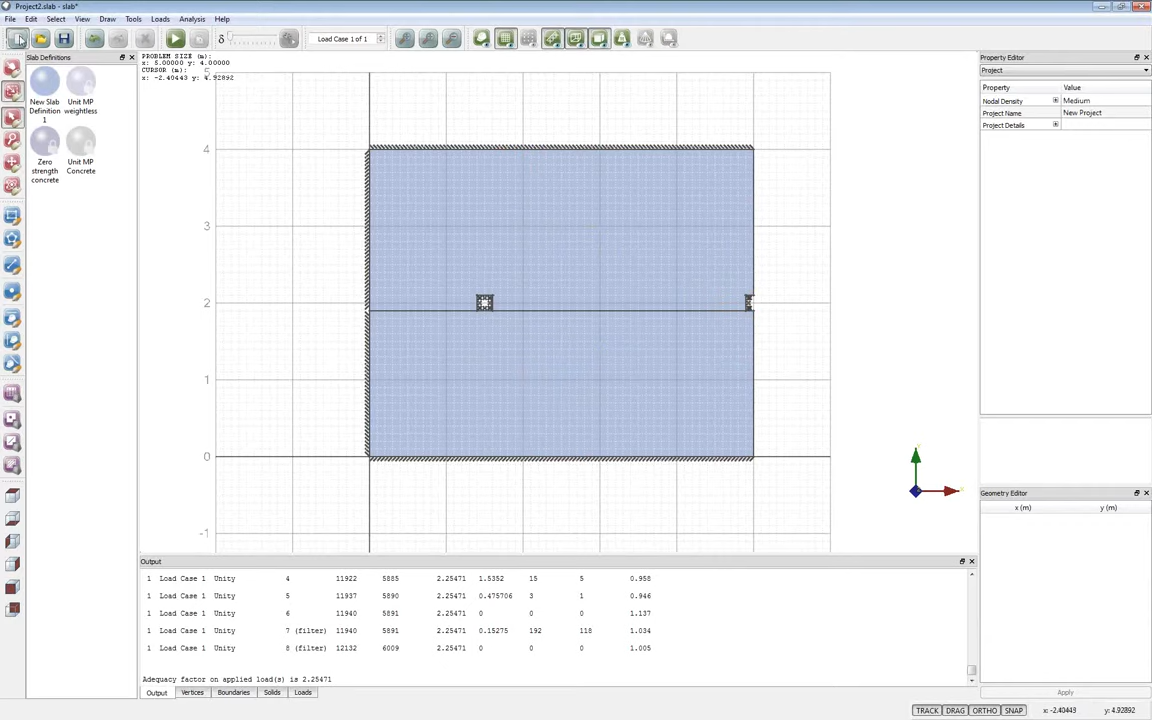 Project2.slab - slab*
File Edit Select View Draw Tools Loads Analysis Help
δ Load Case 1 of 1
Slab Definitions
New Slab Definition 1
Unit MP weightless
Zero strength concrete
Unit MP Concrete
PROBLEM SIZE (m):
x: 5.00000 y: 4.00000
CURSOR (m):
x: -2.40443 y: 4.92892
4
3
2
1
0
-1
Property Editor
Project
Property Value
Nodal Density Medium
Project Name New Project
Project Details
Geometry Editor
x (m) y (m)
Apply
Output
1 Load Case 1 Unity 4 11922 5885 2.25471 1.5352 15 5 0.958
1 Load Case 1 Unity 5 11937 5890 2.25471 0.475706 3 1 0.946
1 Load Case 1 Unity 6 11940 5891 2.25471 0 0 0 1.137
1 Load Case 1 Unity 7 (filter) 11940 5891 2.25471 0.15275 192 118 1.034
1 Load Case 1 Unity 8 (filter) 12132 6009 2.25471 0 0 0 1.005
Adequacy factor on applied load(s) is 2.25471
Output Vertices Boundaries Solids Loads
TRACK DRAG ORTHO SNAP x: -2.40443 y: 4.92892